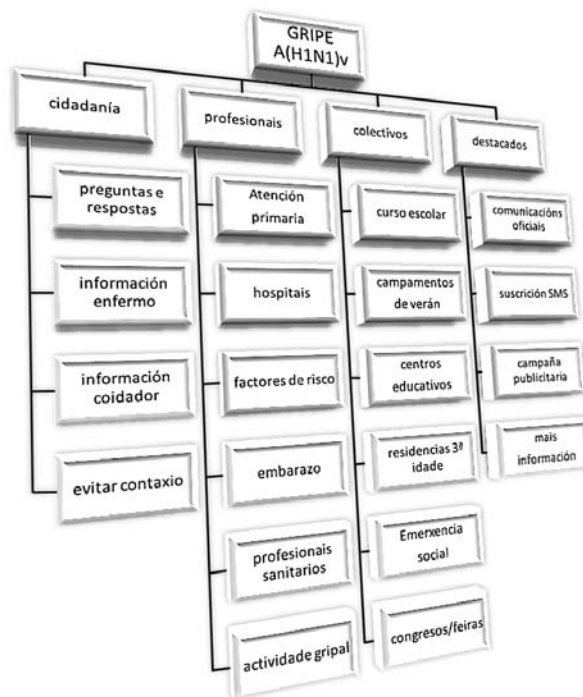 GRIPE
A(H1N1)v
cidadanía
preguntas e
respostas
información
enfermo
información
coidador
evitar contaxio
profesionais
Atención
primaria
hospitais
factores de risco
embarazo
profesionais
sanitarios
actividade gripal
colectivos
curso escolar
campamentos
de verán
centros
educativos
residencias 3ª
idade
Emerxencia
social
congresos/feiras
destacados
comunicacións
oficiais
suscrición SMS
campaña
publicitaria
mais
información